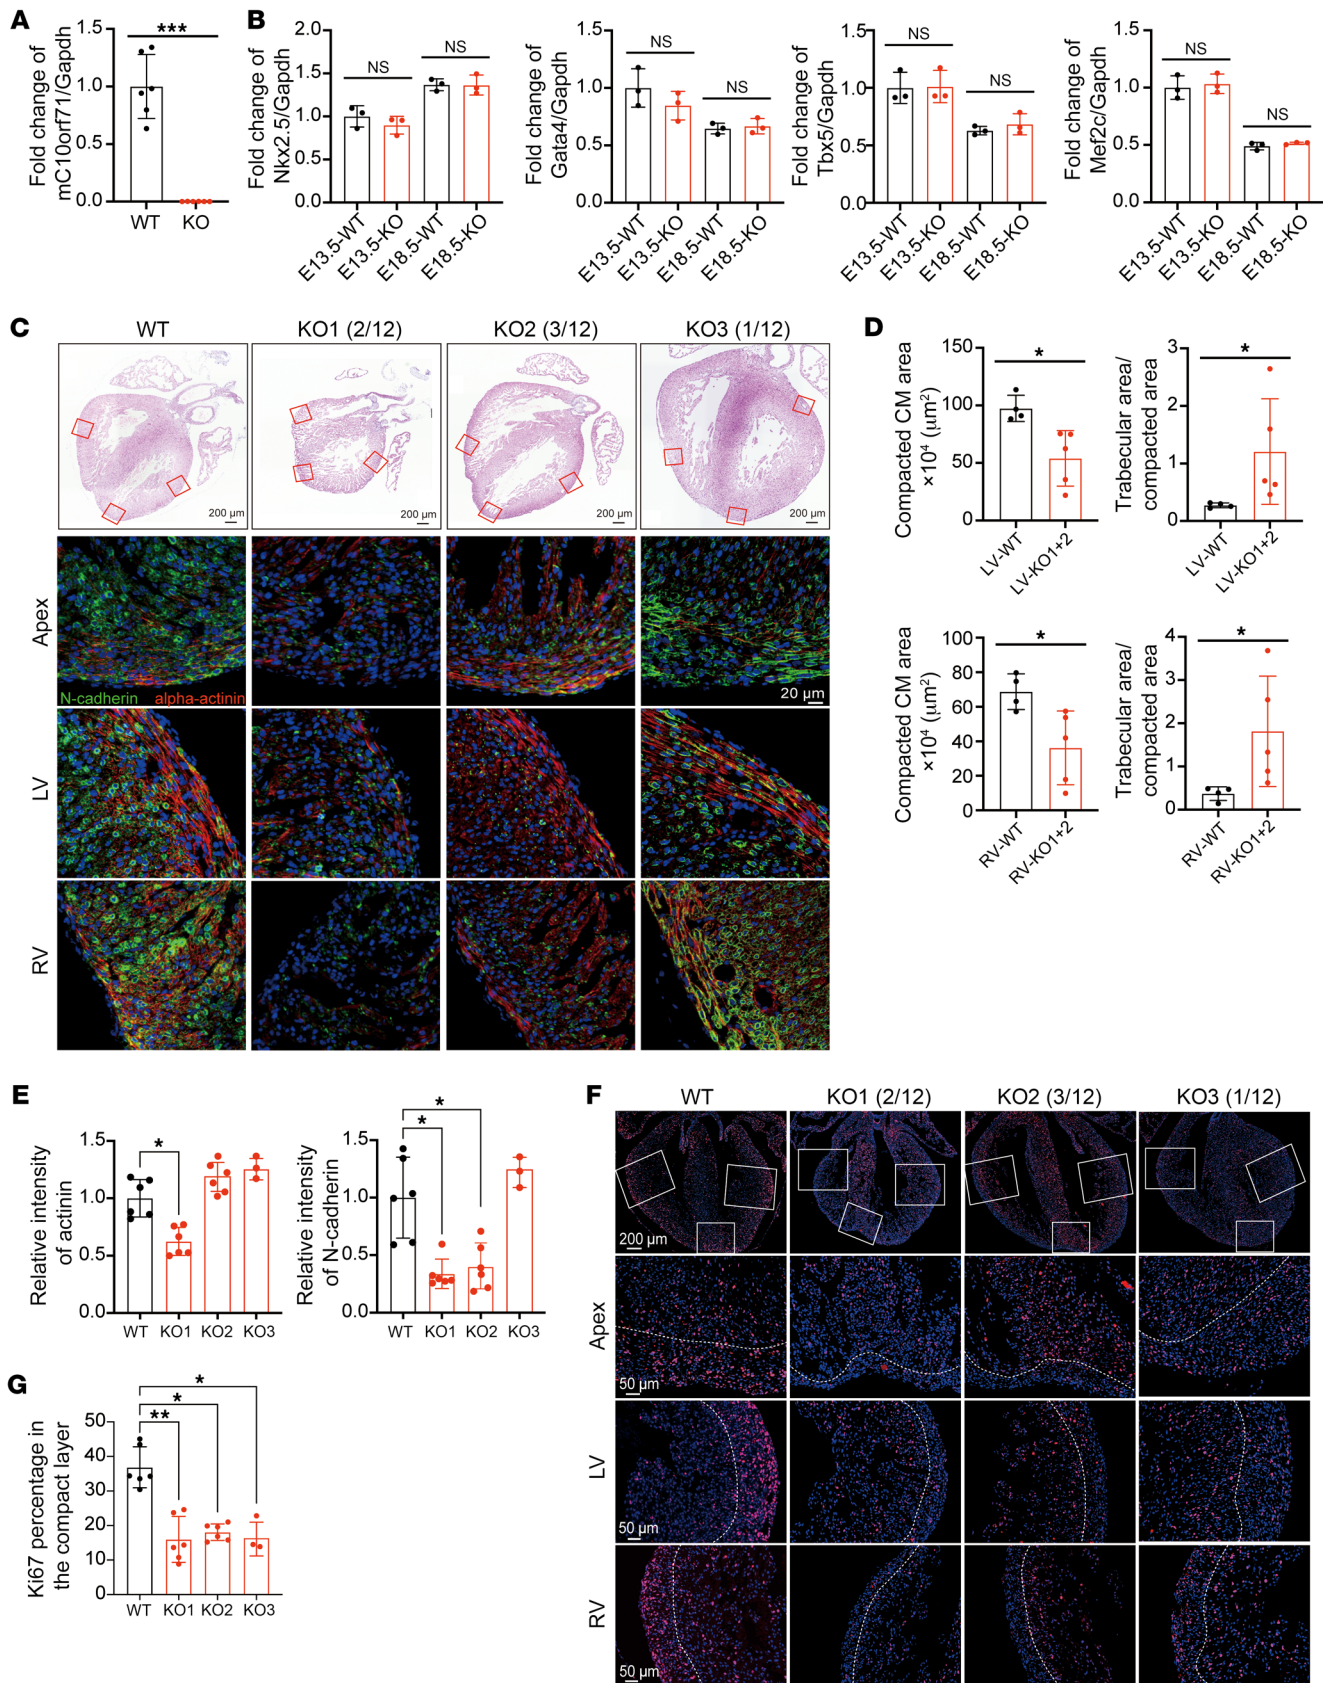 A
Fold change of
mC10orf71/Gapdh
1.5
1.0
0.5
0.0
***
WT
KO
B
Fold change of
Nkx2.5/Gapdh
2.0
1.5
1.0
0.5
0.0
NS
NS
E13.5-WT
E13.5-KO
E18.5-WT
E18.5-KO
Fold change of
Gata4/Gapdh
1.5
1.0
0.5
0.0
NS
NS
E13.5-WT
E13.5-KO
E18.5-WT
E18.5-KO
Fold change of
Tbx5/Gapdh
1.5
1.0
0.5
0.0
NS
NS
E13.5-WT
E13.5-KO
E18.5-WT
E18.5-KO
Fold change of
Mef2c/Gapdh
1.5
1.0
0.5
0.0
NS
NS
E13.5-WT
E13.5-KO
E18.5-WT
E18.5-KO
C
WT
KO1 (2/12)
KO2 (3/12)
KO3 (1/12)
200 µm
200 µm
200 µm
200 µm
Apex
N-cadherin
alpha-actinin
20 µm
LV
RV
D
Compacted CM area
×10⁴ (µm²)
150
100
50
0
*
LV-WT
LV-KO1+2
Trabecular area/
compacted area
3
2
1
0
*
LV-WT
LV-KO1+2
Compacted CM area
×10⁴ (µm²)
100
80
60
40
20
0
*
RV-WT
RV-KO1+2
Trabecular area/
compacted area
4
3
2
1
0
*
RV-WT
RV-KO1+2
E
Relative intensity
of actinin
1.5
1.0
0.5
0.0
*
WT
KO1
KO2
KO3
Relative intensity
of N-cadherin
1.5
1.0
0.5
0.0
*
*
WT
KO1
KO2
KO3
F
WT
KO1 (2/12)
KO2 (3/12)
KO3 (1/12)
200 µm
Apex
50 µm
LV
50 µm
RV
50 µm
G
Ki67 percentage in
the compact layer
50
40
30
20
10
0
*
*
**
WT
KO1
KO2
KO3